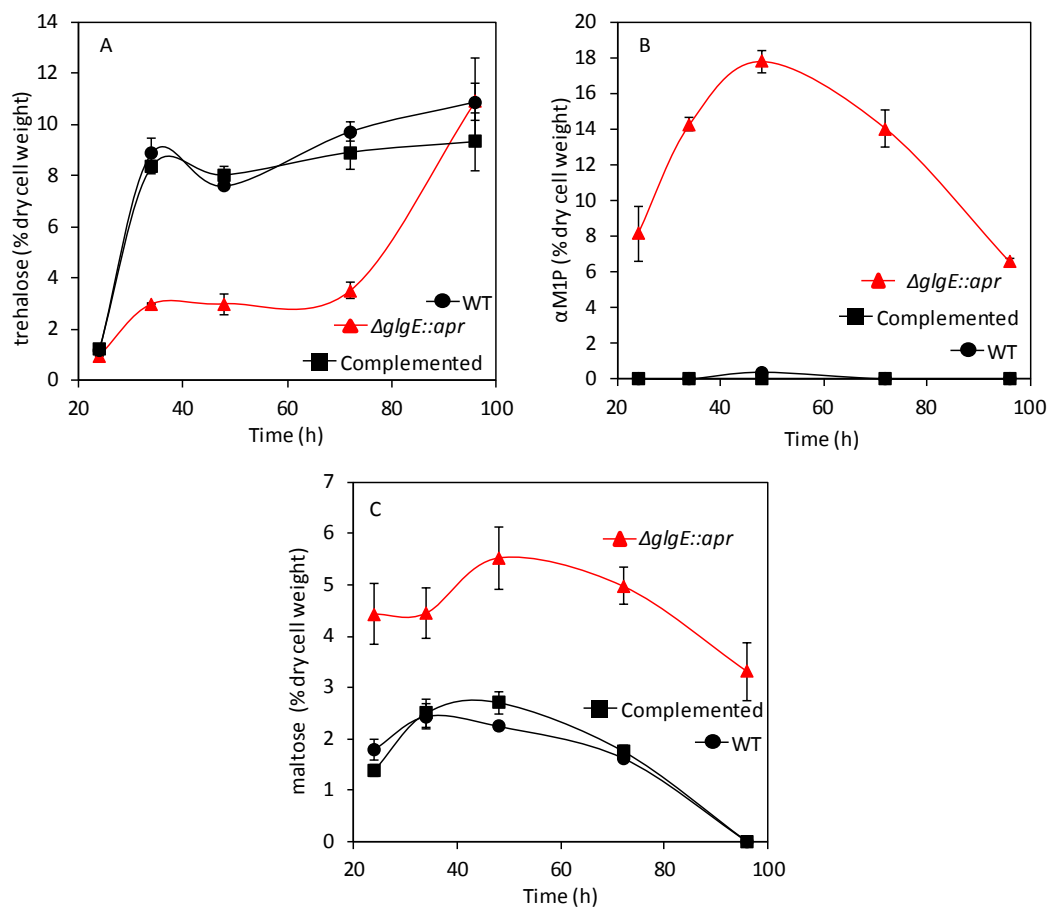 A
trehalose (% dry cell weight)
14
12
10
8
6
4
2
0
20
40
60
80
100
Time (h)
WT
ΔglgE::apr
Complemented
B
αM1P (% dry cell weight)
20
18
16
14
12
10
8
6
4
2
0
20
40
60
80
100
Time (h)
ΔglgE::apr
Complemented
WT
C
maltose (% dry cell weight)
7
6
5
4
3
2
1
0
20
40
60
80
100
Time (h)
ΔglgE::apr
Complemented
WT